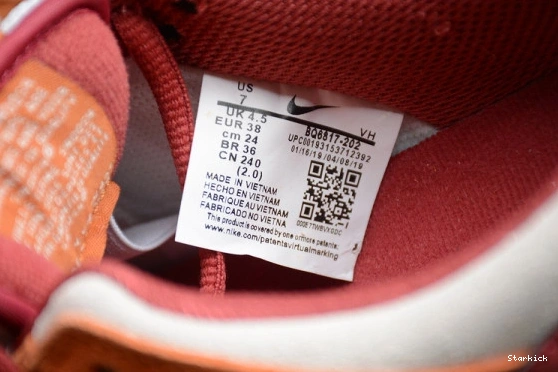 US
7
UK 4.5
EUR 38
cm 24
BR 36
CN 240
(2.0)
VH
BQ6817-202
UPC00193153712392
01/16/19/04/08/19
MADE IN VIETNAM
HECHO EN VIETNAM
FABRIQUE AU VIETNAM
FABRICADO NO VIETNA
This product is covered by one or more patents:
www.nike.com/patentsvirtualmarking
Starkick